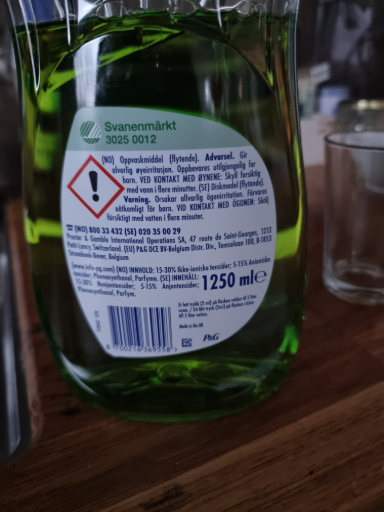 Svanenmärkt
3025 0012
(NO) Oppvaskmiddel (flytende). Advarsel. Gir
alvorlig øyeirritasjon. Oppbevares utilgjengelig for
barn. VED KONTAKT MED ØYNENE: Skyll forsiktig
med vann i flere minutter. (SE) Diskmedel (flytande).
Varning. Orsakar allvarlig ögonirritation. Förvaras
oåtkomligt för barn. VID KONTAKT MED ÖGONEN: Skölj
försiktigt med vatten i flera minuter.
(NO) 800 33 432 (SE) 020 35 00 29
Procter & Gamble International Operations SA, 47 route de Saint-Georges, 1213
Petit-Lancy, Switzerland. (EU) P&G DCE BV-Belgium Distr. Div., Temselaan 100, B-1853
Strombeek Bever, Belgium.
(www.info-pg.com) (NO) INNHOLD: 15-30% Ikke-ioniske tensider; 5-15% Anioniske
tensider; Phenoxyethanol, Parfyme. (SE) INNEHÅLL:
15-30% Nonjontensider; 5-15% Anjontensider;
Phenoxyethanol, Parfym.
1250 ml e
Made in the UK
P&G